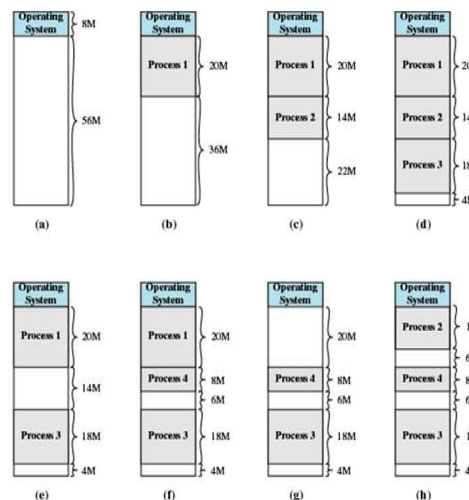 Operating
System
8M
56M
(a)
Operating
System
Process 1
20M
36M
(b)
Operating
System
Process 1
20M
Process 2
14M
22M
(c)
Operating
System
Process 1
Process 2
Process 3
(d)
Operating
System
Process 1
20M
14M
Process 3
18M
4M
(e)
Operating
System
Process 1
20M
Process 4
8M
6M
Process 3
18M
4M
(f)
Operating
System
20M
Process 4
8M
6M
Process 3
18M
4M
(g)
Operating
System
Process 2
Process 4
Process 3
(h)